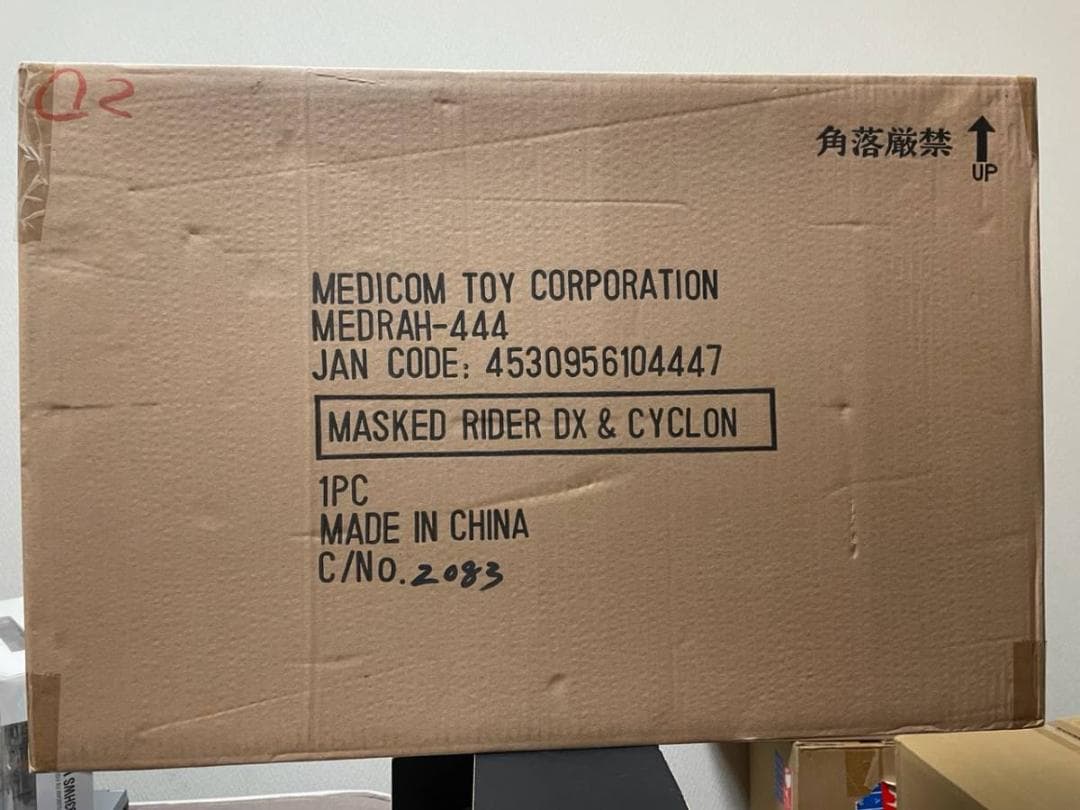 角落厳禁
UP
MEDICOM TOY CORPORATION
MEDRAH-444
JAN CODE: 4530956104447
MASKED RIDER DX & CYCLON
1PC
MADE IN CHINA
C/No. 2083